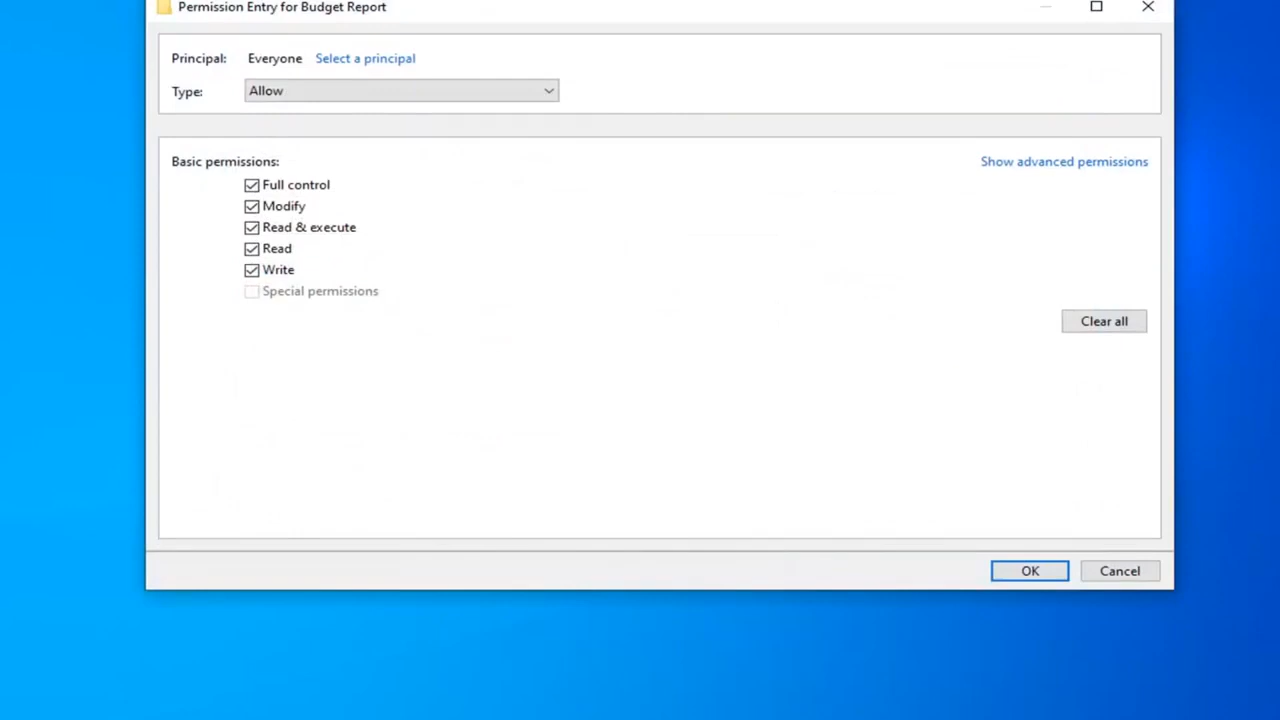 Permission Entry for Budget Report
Principal: Everyone Select a principal
Type: Allow
Basic permissions: Show advanced permissions
Full control
Modify
Read & execute
Read
Write
Special permissions
Clear all
OK Cancel